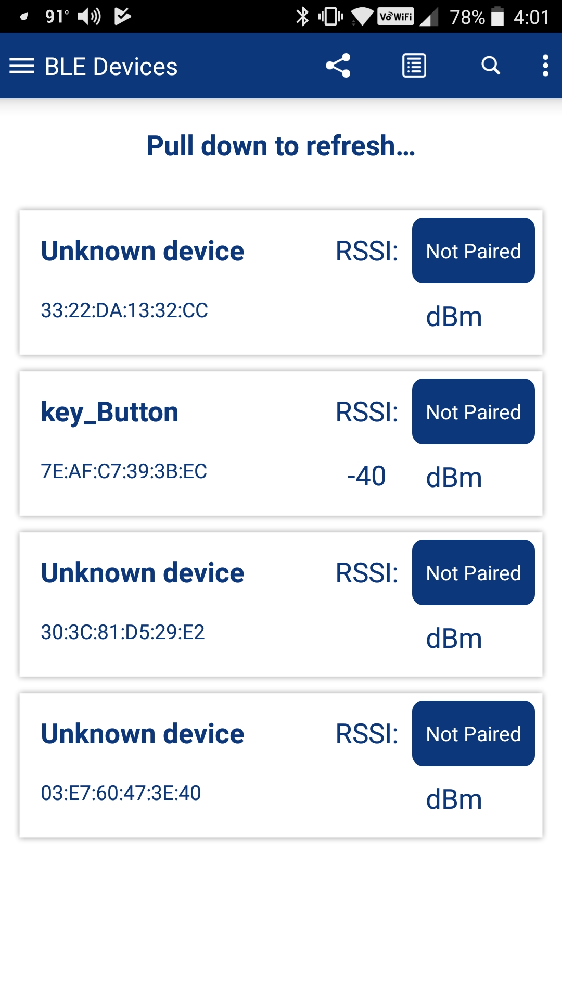 91° VoWiFi 78% 4:01
BLE Devices
Pull down to refresh...
Unknown device RSSI: Not Paired
33:22:DA:13:32:CC dBm
key_Button RSSI: Not Paired
7E:AF:C7:39:3B:EC -40 dBm
Unknown device RSSI: Not Paired
30:3C:81:D5:29:E2 dBm
Unknown device RSSI: Not Paired
03:E7:60:47:3E:40 dBm